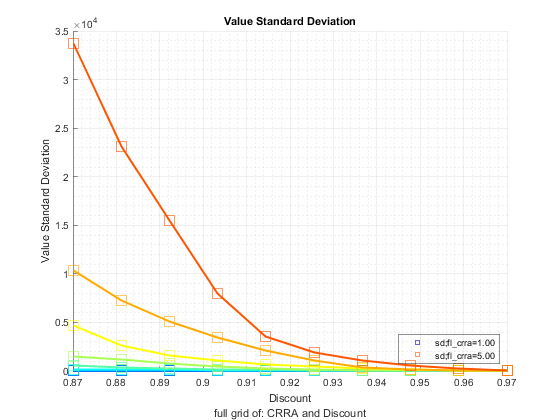 Value Standard Deviation
×10⁴
3.5
3
2.5
2
1.5
1
0.5
0
Value Standard Deviation
sd;fl_crra=1.00
sd;fl_crra=5.00
0.87 0.88 0.89 0.9 0.91 0.92 0.93 0.94 0.95 0.96 0.97
Discount
full grid of: CRRA and Discount